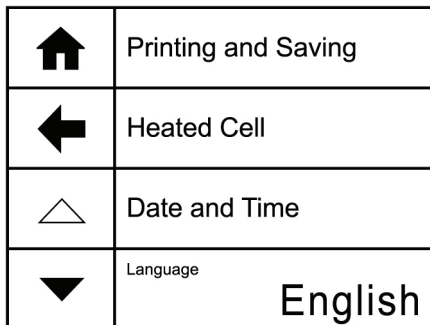 Printing and Saving
Heated Cell
Date and Time
Language
English